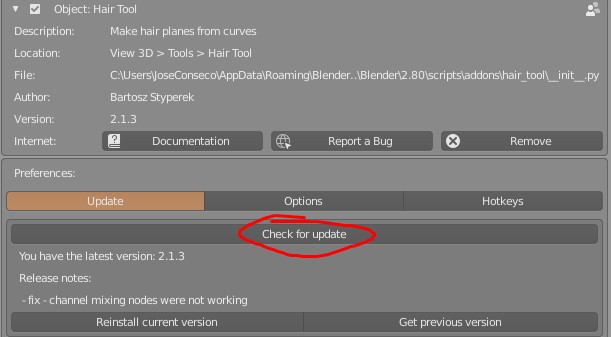 Object: Hair Tool
Description: Make hair planes from curves
Location: View 3D > Tools > Hair Tool
File: C:\Users\JoseConseco\AppData\Roaming\Blender..\Blender\2.80\scripts\addons\hair_tool\__init__.py
Author: Bartosz Styperek
Version: 2.1.3
Internet: Documentation Report a Bug Remove
Preferences:
Update Options Hotkeys
Check for update
You have the latest version: 2.1.3
Release notes:
- fix - channel mixing nodes were not working
Reinstall current version Get previous version